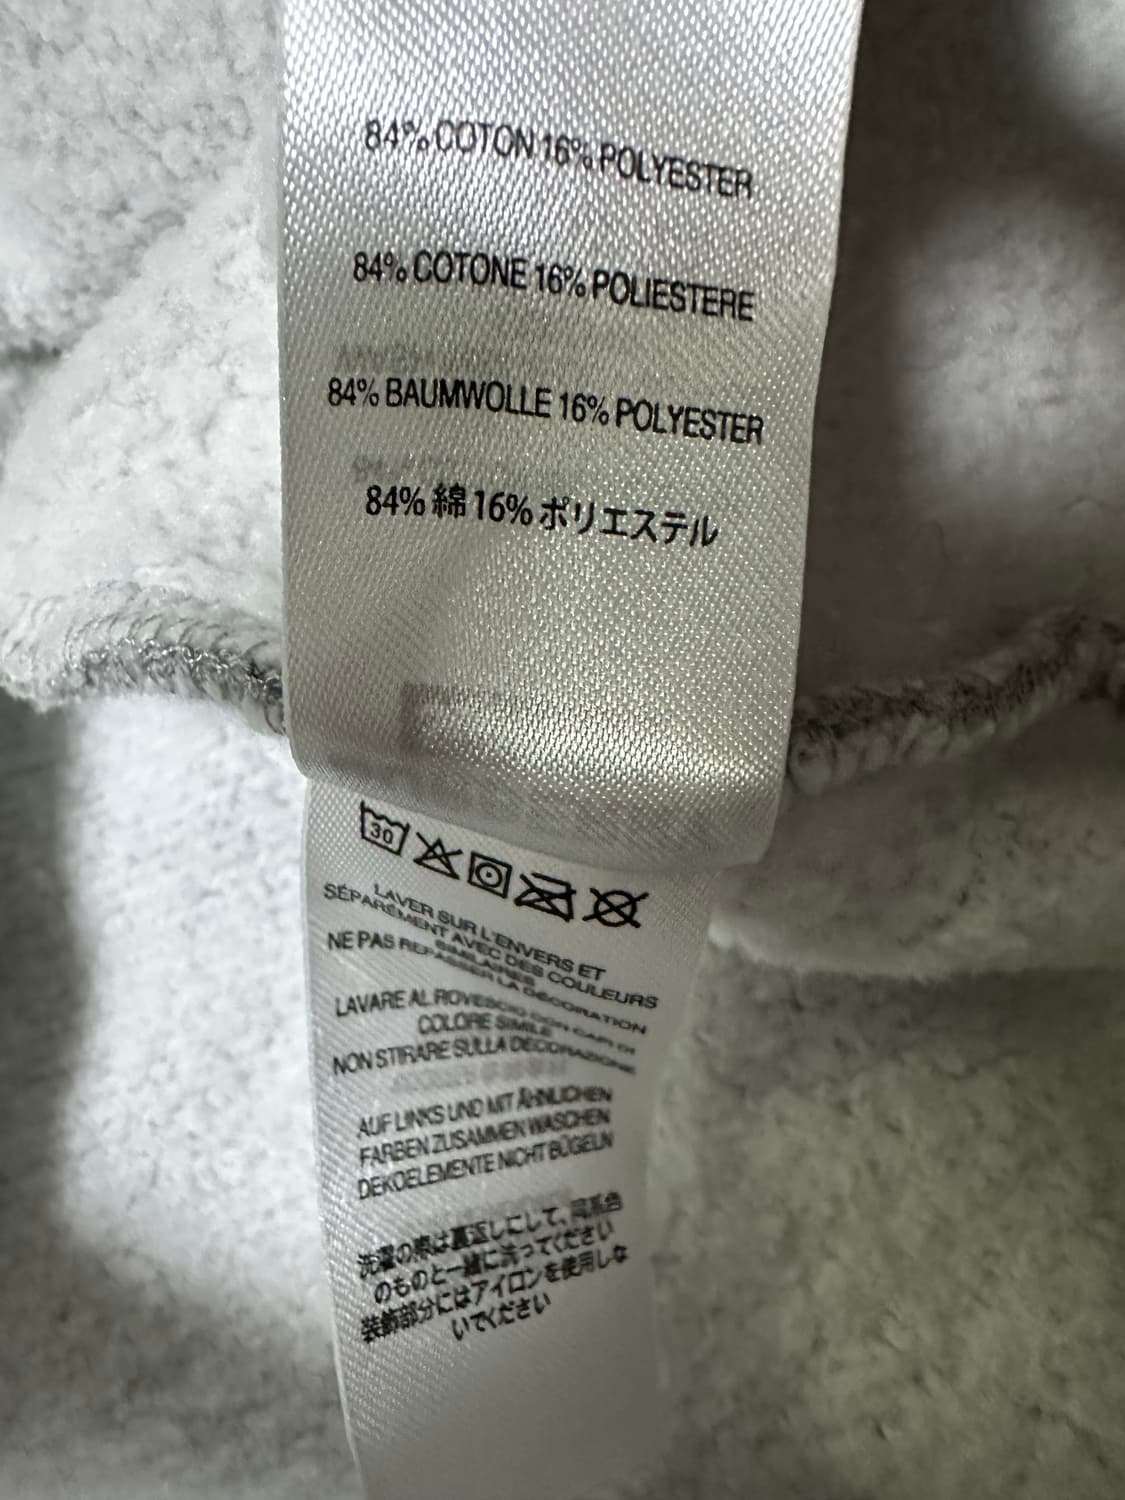 84% COTON 16% POLYESTER
84% COTONE 16% POLIESTERE
84% BAUMWOLLE 16% POLYESTER
84% 綿 16% ポリエステル
30
LAVER SUR L'ENVERS ET
SÉPARÉMENT AVEC DES COULEURS
SIMILAIRES
NE PAS REPASSER LA DÉCORATION
LAVARE AL ROVESCIO CON CAPI DI
COLORE SIMILE
NON STIRARE SULLA DECORAZIONE
AUF LINKS UND MIT ÄHNLICHEN
FARBEN ZUSAMMEN WASCHEN
DEKOELEMENTE NICHT BÜGELN
洗濯の際は裏返しにして、同系色
のものと一緒に洗ってください
装飾部分にはアイロンを使用しな
いでください